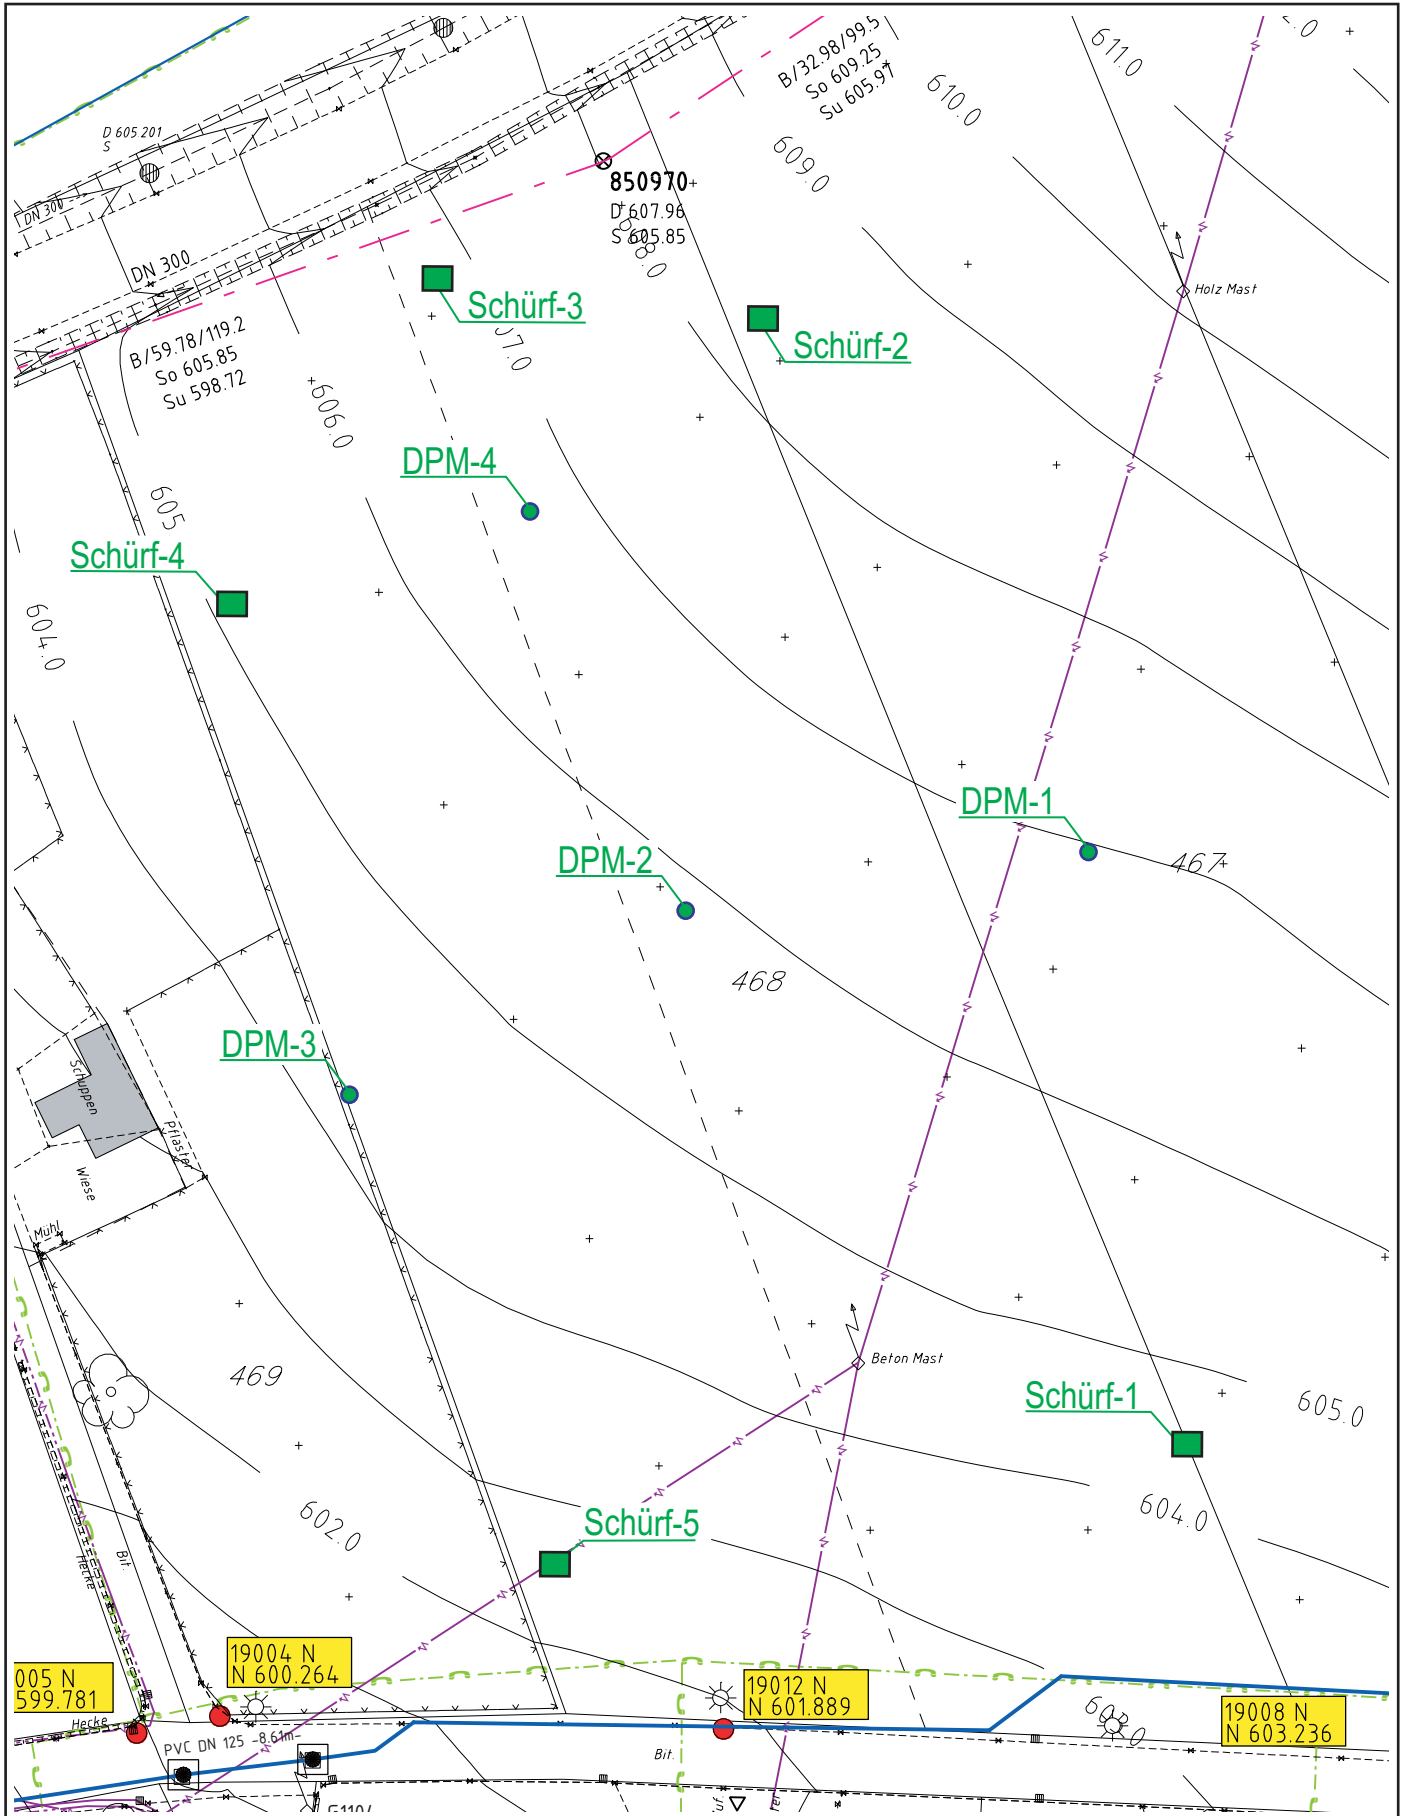 D 605.201
S
DN 300
DN 300
B/59.78/119.2
So 605.85
Su 598.72
850970
D 607.96
S 605.85
B/32.98/99.5
So 609.25
Su 605.97
611.0
610.0
609.0
606.0
605
604.0
Holz Mast
Schürf-3
Schürf-2
DPM-4
Schürf-4
DPM-1
467
DPM-2
468
DPM-3
Schuppen
Pflaster
Wiese
Mühl
469
Beton Mast
Schürf-1
605.0
604.0
602.0
Schürf-5
Hecke
Bit.
19004 N
N 600.264
005 N
599.781
19012 N
N 601.889
19008 N
N 603.236
Hecke
PVC DN 125 -8.61m-
Bit.